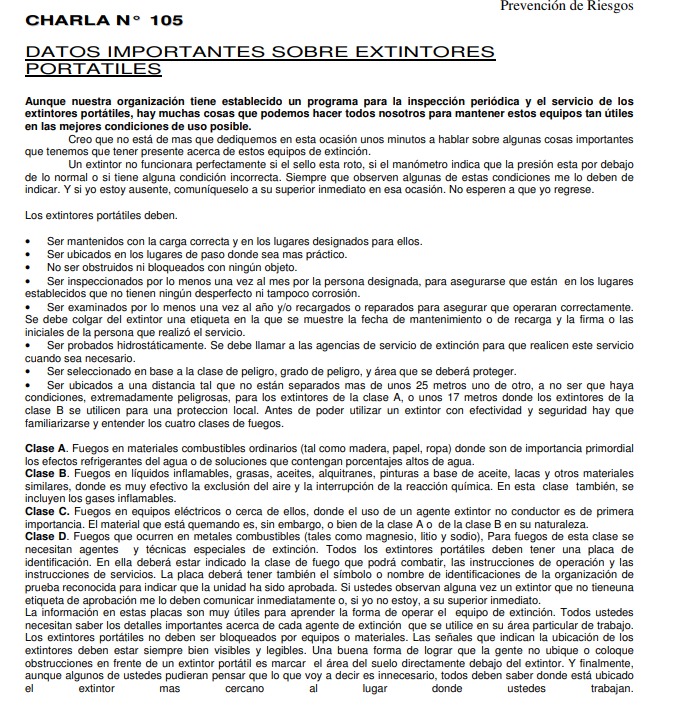 Prevención de Riesgos
CHARLA N° 105
DATOS IMPORTANTES SOBRE EXTINTORES
PORTATILES
Aunque nuestra organización tiene establecido un programa para la inspección periódica y el servicio de los
extintores portátiles, hay muchas cosas que podemos hacer todos nosotros para mantener estos equipos tan útiles
en las mejores condiciones de uso posible.
Creo que no está de mas que dediquemos en esta ocasión unos minutos a hablar sobre algunas cosas importantes
que tenemos que tener presente acerca de estos equipos de extinción.
Un extintor no funcionara perfectamente si el sello esta roto, si el manómetro indica que la presión esta por debajo
de lo normal o si tiene alguna condición incorrecta. Siempre que observen algunas de estas condiciones me lo deben de
indicar. Y si yo estoy ausente, comuníqueselo a su superior inmediato en esa ocasión. No esperen a que yo regrese.
Los extintores portátiles deben.
• Ser mantenidos con la carga correcta y en los lugares designados para ellos.
• Ser ubicados en los lugares de paso donde sea mas práctico.
• No ser obstruidos ni bloqueados con ningún objeto.
• Ser inspeccionados por lo menos una vez al mes por la persona designada, para asegurarse que están en los lugares
establecidos que no tienen ningún desperfecto ni tampoco corrosión.
• Ser examinados por lo menos una vez al año y/o recargados o reparados para asegurar que operaran correctamente.
Se debe colgar del extintor una etiqueta en la que se muestre la fecha de mantenimiento o de recarga y la firma o las
iniciales de la persona que realizó el servicio.
• Ser probados hidrostáticamente. Se debe llamar a las agencias de servicio de extinción para que realicen este servicio
cuando sea necesario.
• Ser seleccionado en base a la clase de peligro, grado de peligro, y área que se deberá proteger.
• Ser ubicados a una distancia tal que no están separados mas de unos 25 metros uno de otro, a no ser que haya
condiciones, extremadamente peligrosas, para los extintores de la clase A, o unos 17 metros donde los extintores de la
clase B se utilicen para una proteccion local. Antes de poder utilizar un extintor con efectividad y seguridad hay que
familiarizarse y entender los cuatro clases de fuegos.
Clase A. Fuegos en materiales combustibles ordinarios (tal como madera, papel, ropa) donde son de importancia primordial
los efectos refrigerantes del agua o de soluciones que contengan porcentajes altos de agua.
Clase B. Fuegos en líquidos inflamables, grasas, aceites, alquitranes, pinturas a base de aceite, lacas y otros materiales
similares, donde es muy efectivo la exclusión del aire y la interrupción de la reacción química. En esta clase también, se
incluyen los gases inflamables.
Clase C. Fuegos en equipos eléctricos o cerca de ellos, donde el uso de un agente extintor no conductor es de primera
importancia. El material que está quemando es, sin embargo, o bien de la clase A o de la clase B en su naturaleza.
Clase D. Fuegos que ocurren en metales combustibles (tales como magnesio, litio y sodio), Para fuegos de esta clase se
necesitan agentes y técnicas especiales de extinción. Todos los extintores portátiles deben tener una placa de
identificación. En ella deberá estar indicado la clase de fuego que podrá combatir, las instrucciones de operación y las
instrucciones de servicios. La placa deberá tener también el símbolo o nombre de identificaciones de la organización de
prueba reconocida para indicar que la unidad ha sido aprobada. Si ustedes observan alguna vez un extintor que no tieneuna
etiqueta de aprobación me lo deben comunicar inmediatamente o, si yo no estoy, a su superior inmediato.
La información en estas placas son muy útiles para aprender la forma de operar el equipo de extinción. Todos ustedes
necesitan saber los detalles importantes acerca de cada agente de extinción que se utilice en su área particular de trabajo.
Los extintores portátiles no deben ser bloqueados por equipos o materiales. Las señales que indican la ubicación de los
extintores deben estar siempre bien visibles y legibles. Una buena forma de lograr que la gente no ubique o coloque
obstrucciones en frente de un extintor portátil es marcar el área del suelo directamente debajo del extintor. Y finalmente,
aunque algunos de ustedes pudieran pensar que lo que voy a decir es innecesario, todos deben saber donde está ubicado
el extintor mas cercano al lugar donde ustedes trabajan.